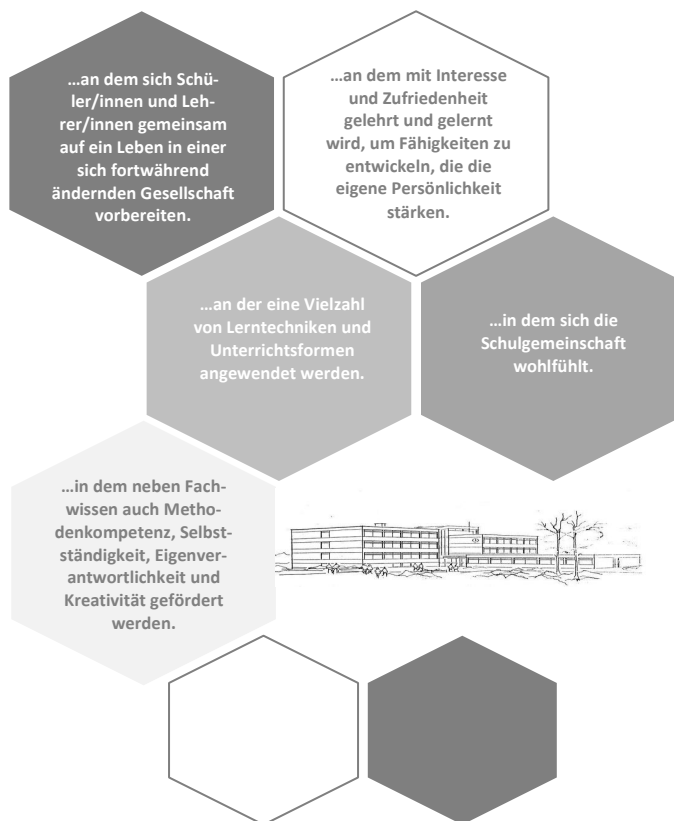 …an dem sich Schü-
ler/innen und Leh-
rer/innen gemeinsam
auf ein Leben in einer
sich fortwährend
ändernden Gesellschaft
vorbereiten.
…an dem mit Interesse
und Zufriedenheit
gelehrt und gelernt
wird, um Fähigkeiten zu
entwickeln, die die
eigene Persönlichkeit
stärken.
…an der eine Vielzahl
von Lerntechniken und
Unterrichtsformen
angewendet werden.
…in dem sich die
Schulgemeinschaft
wohlfühlt.
…in dem neben Fach-
wissen auch Metho-
denkompetenz, Selbst-
ständigkeit, Eigenver-
antwortlichkeit und
Kreativität gefördert
werden.